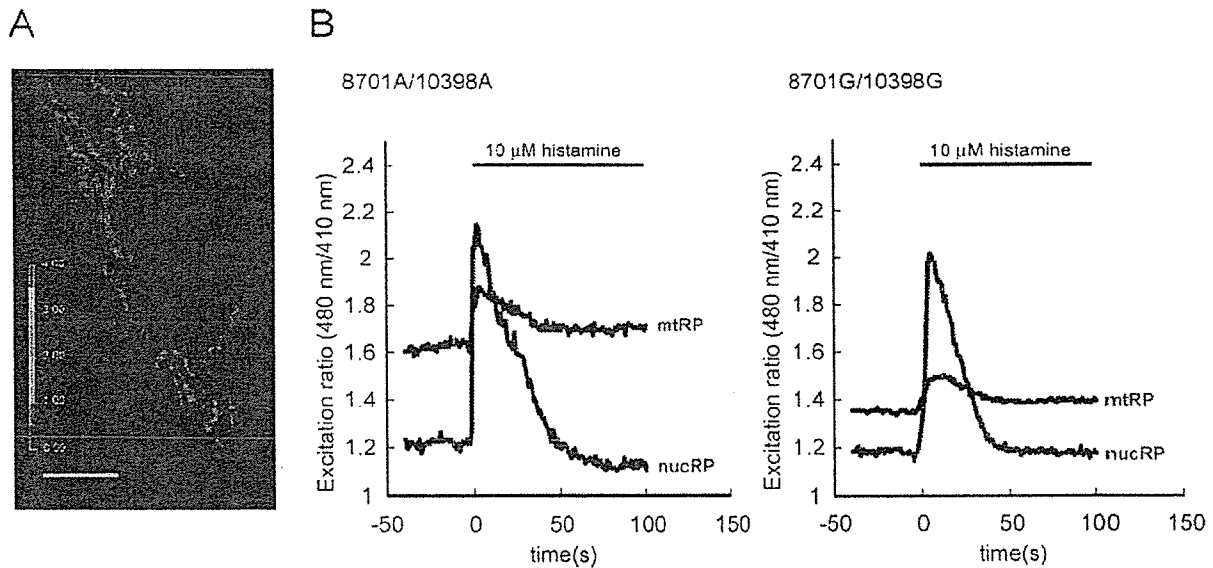 A
B
8701A/10398A
8701G/10398G
10 μM histamine
2.4
2.2
2
1.8
1.6
1.4
1.2
1
Excitation ratio (480 nm/410 nm)
mtRP
nucRP
-50
0
50
100
150
time(s)
10 μM histamine
2.4
2.2
2
1.8
1.6
1.4
1.2
1
Excitation ratio (480 nm/410 nm)
mtRP
nucRP
-50
0
50
100
150
time(s)